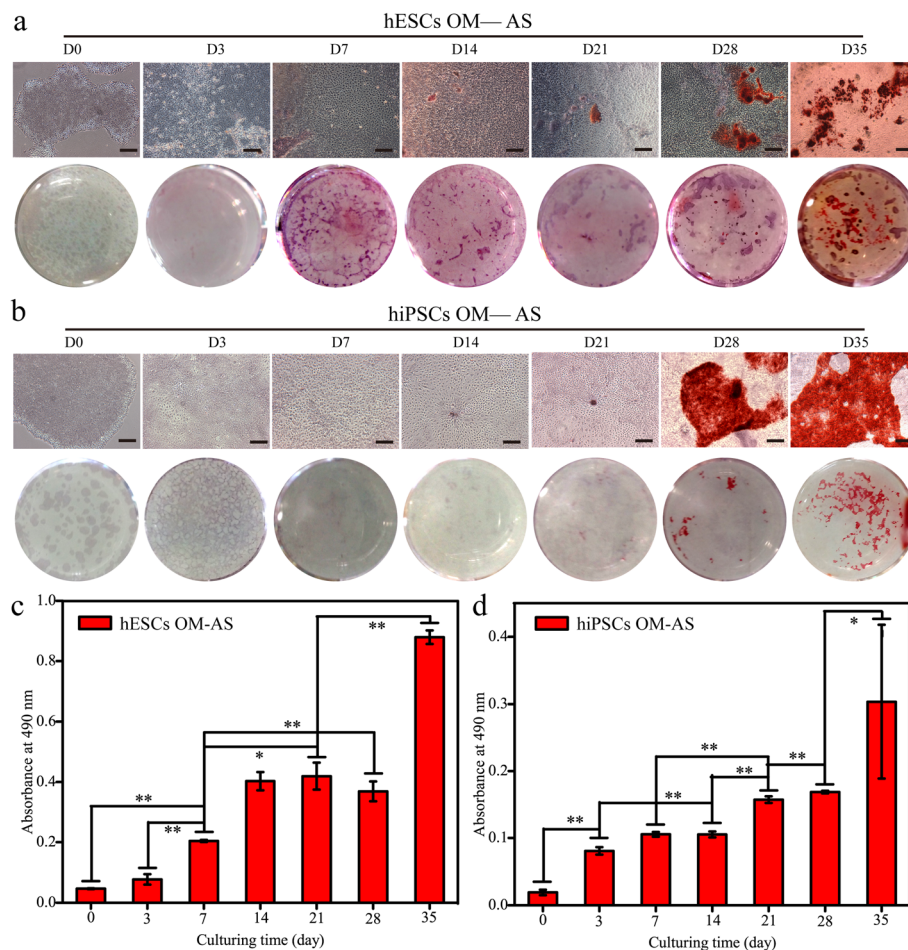 a
hESCs OM— AS
D0 D3 D7 D14 D21 D28 D35
b
hiPSCs OM— AS
D0 D3 D7 D14 D21 D28 D35
c
1.0
0.8
0.6
0.4
0.2
0.0
Absorbance at 490 nm
hESCs OM-AS
**
**
*
**
**
0 3 7 14 21 28 35
Culturing time (day)
d
0.4
0.3
0.2
0.1
0.0
Absorbance at 490 nm
hiPSCs OM-AS
*
**
**
**
**
**
0 3 7 14 21 28 35
Culturing time (day)